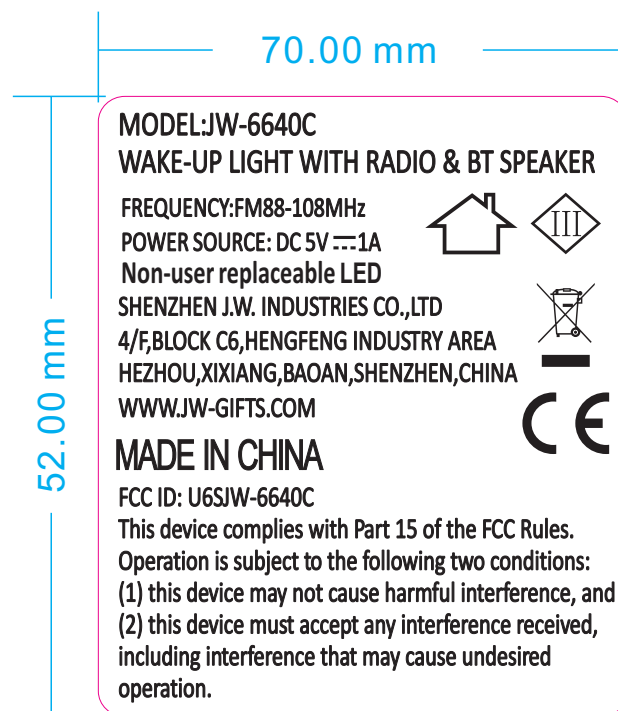 70.00 mm
52.00 mm
MODEL:JW-6640C
WAKE-UP LIGHT WITH RADIO & BT SPEAKER
FREQUENCY:FM88-108MHz
POWER SOURCE: DC 5V ⎓1A
Non-user replaceable LED
III
SHENZHEN J.W. INDUSTRIES CO.,LTD
4/F,BLOCK C6,HENGFENG INDUSTRY AREA
HEZHOU,XIXIANG,BAOAN,SHENZHEN,CHINA
WWW.JW-GIFTS.COM
CE
MADE IN CHINA
FCC ID: U6SJW-6640C
This device complies with Part 15 of the FCC Rules.
Operation is subject to the following two conditions:
(1) this device may not cause harmful interference, and
(2) this device must accept any interference received,
including interference that may cause undesired
operation.